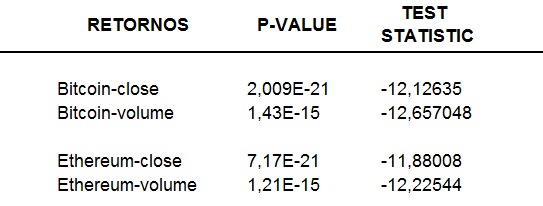 RETORNOS P-VALUE TEST STATISTIC
Bitcoin-close 2,009E-21 -12,12635
Bitcoin-volume 1,43E-15 -12,657048
Ethereum-close 7,17E-21 -11,88008
Ethereum-volume 1,21E-15 -12,22544